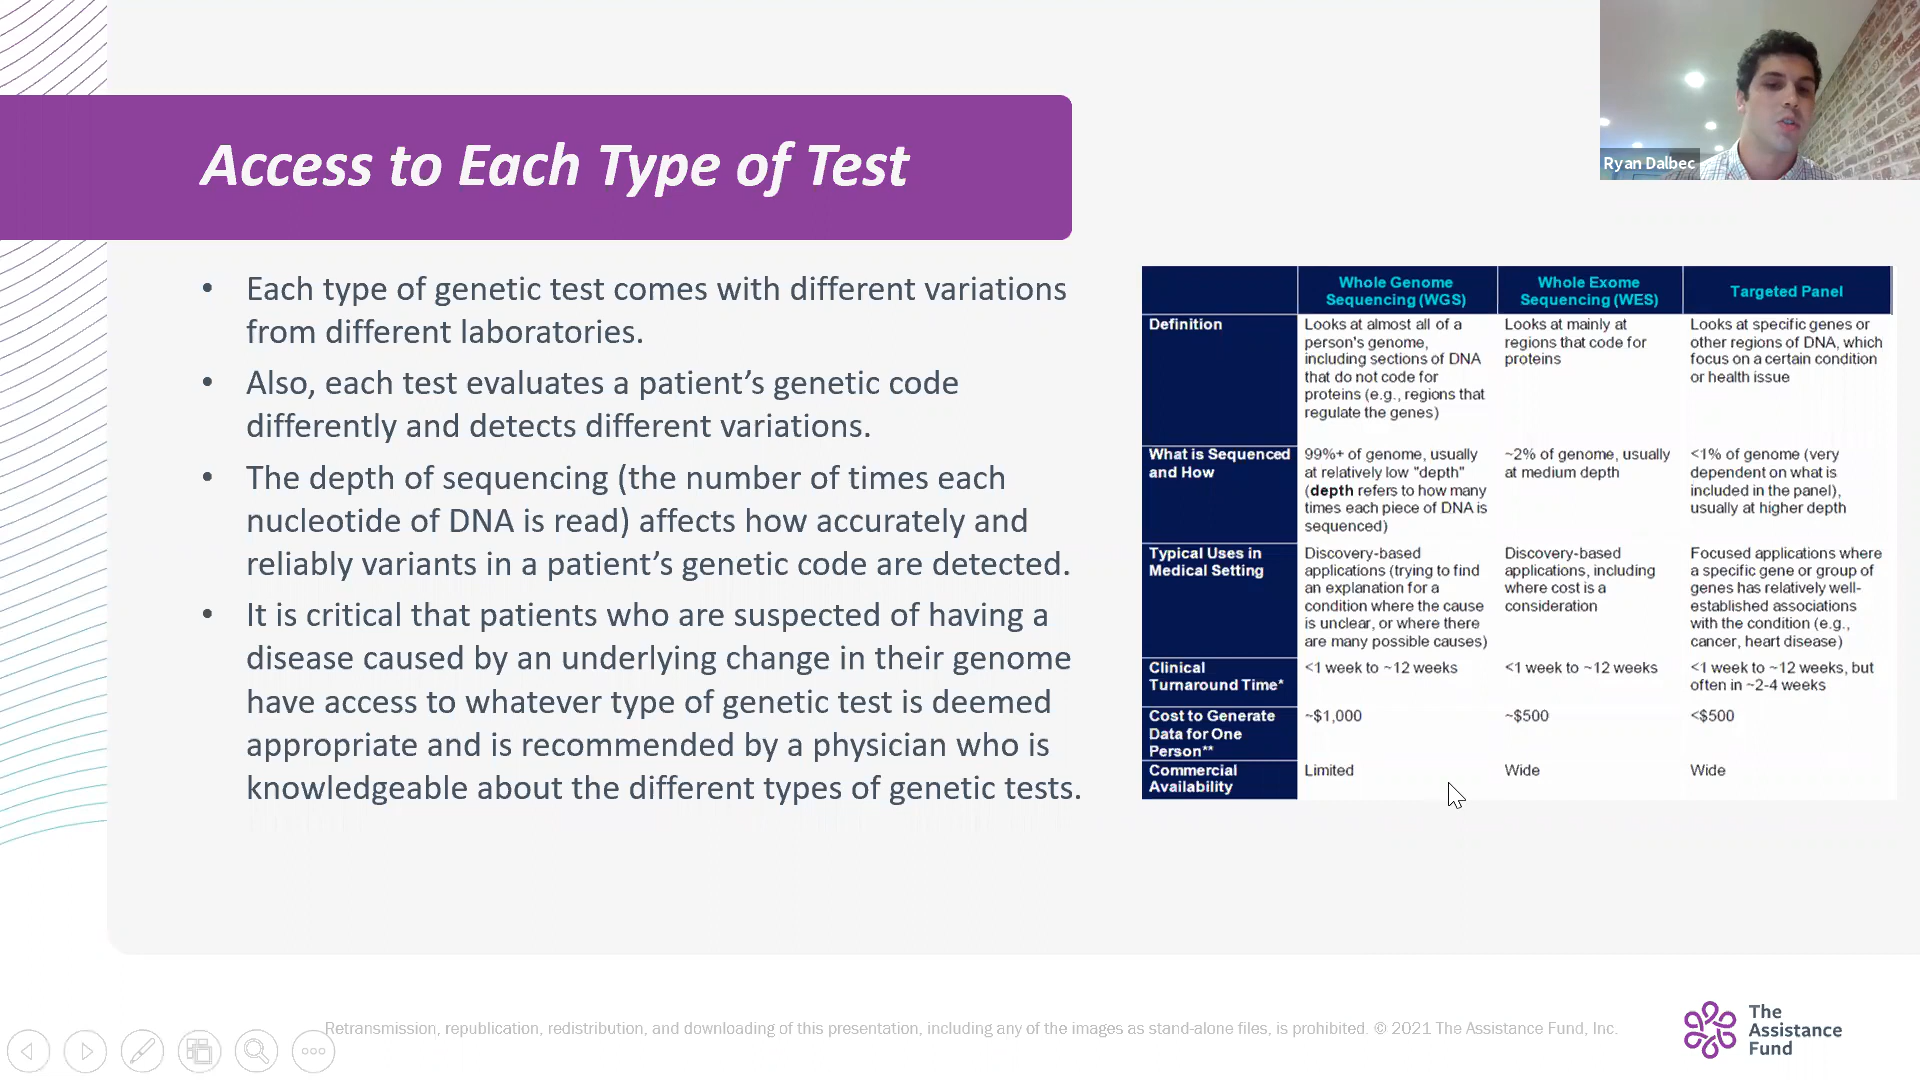 Access to Each Type of Test
Ryan Dalbec
• Each type of genetic test comes with different variations
from different laboratories.
• Also, each test evaluates a patient's genetic code
differently and detects different variations.
• The depth of sequencing (the number of times each
nucleotide of DNA is read) affects how accurately and
reliably variants in a patient's genetic code are detected.
• It is critical that patients who are suspected of having a
disease caused by an underlying change in their genome
have access to whatever type of genetic test is deemed
appropriate and is recommended by a physician who is
knowledgeable about the different types of genetic tests.
Whole Genome
Sequencing (WGS)
Whole Exome
Sequencing (WES)
Targeted Panel
Definition
Looks at almost all of a
person's genome,
including sections of DNA
that do not code for
proteins (e.g., regions that
regulate the genes)
Looks at mainly at
regions that code for
proteins
Looks at specific genes or
other regions of DNA, which
focus on a certain condition
or health issue
What is Sequenced
and How
99%+ of genome, usually
at relatively low "depth"
(depth refers to how many
times each piece of DNA is
sequenced)
~2% of genome, usually
at medium depth
<1% of genome (very
dependent on what is
included in the panel),
usually at higher depth
Typical Uses in
Medical Setting
Discovery-based
applications (trying to find
an explanation for a
condition where the cause
is unclear, or where there
are many possible causes)
Discovery-based
applications, including
where cost is a
consideration
Focused applications where
a specific gene or group of
genes has relatively well-
established associations
with the condition (e.g.,
cancer, heart disease)
Clinical
Turnaround Time*
<1 week to ~12 weeks
<1 week to ~12 weeks
<1 week to ~12 weeks, but
often in ~2-4 weeks
Cost to Generate
Data for One
Person**
~$1,000
~$500
<$500
Commercial
Availability
Limited
Wide
Wide
Retransmission, republication, redistribution, and downloading of this presentation, including any of the images as stand-alone files, is prohibited. © 2021 The Assistance Fund, Inc.
The
Assistance
Fund